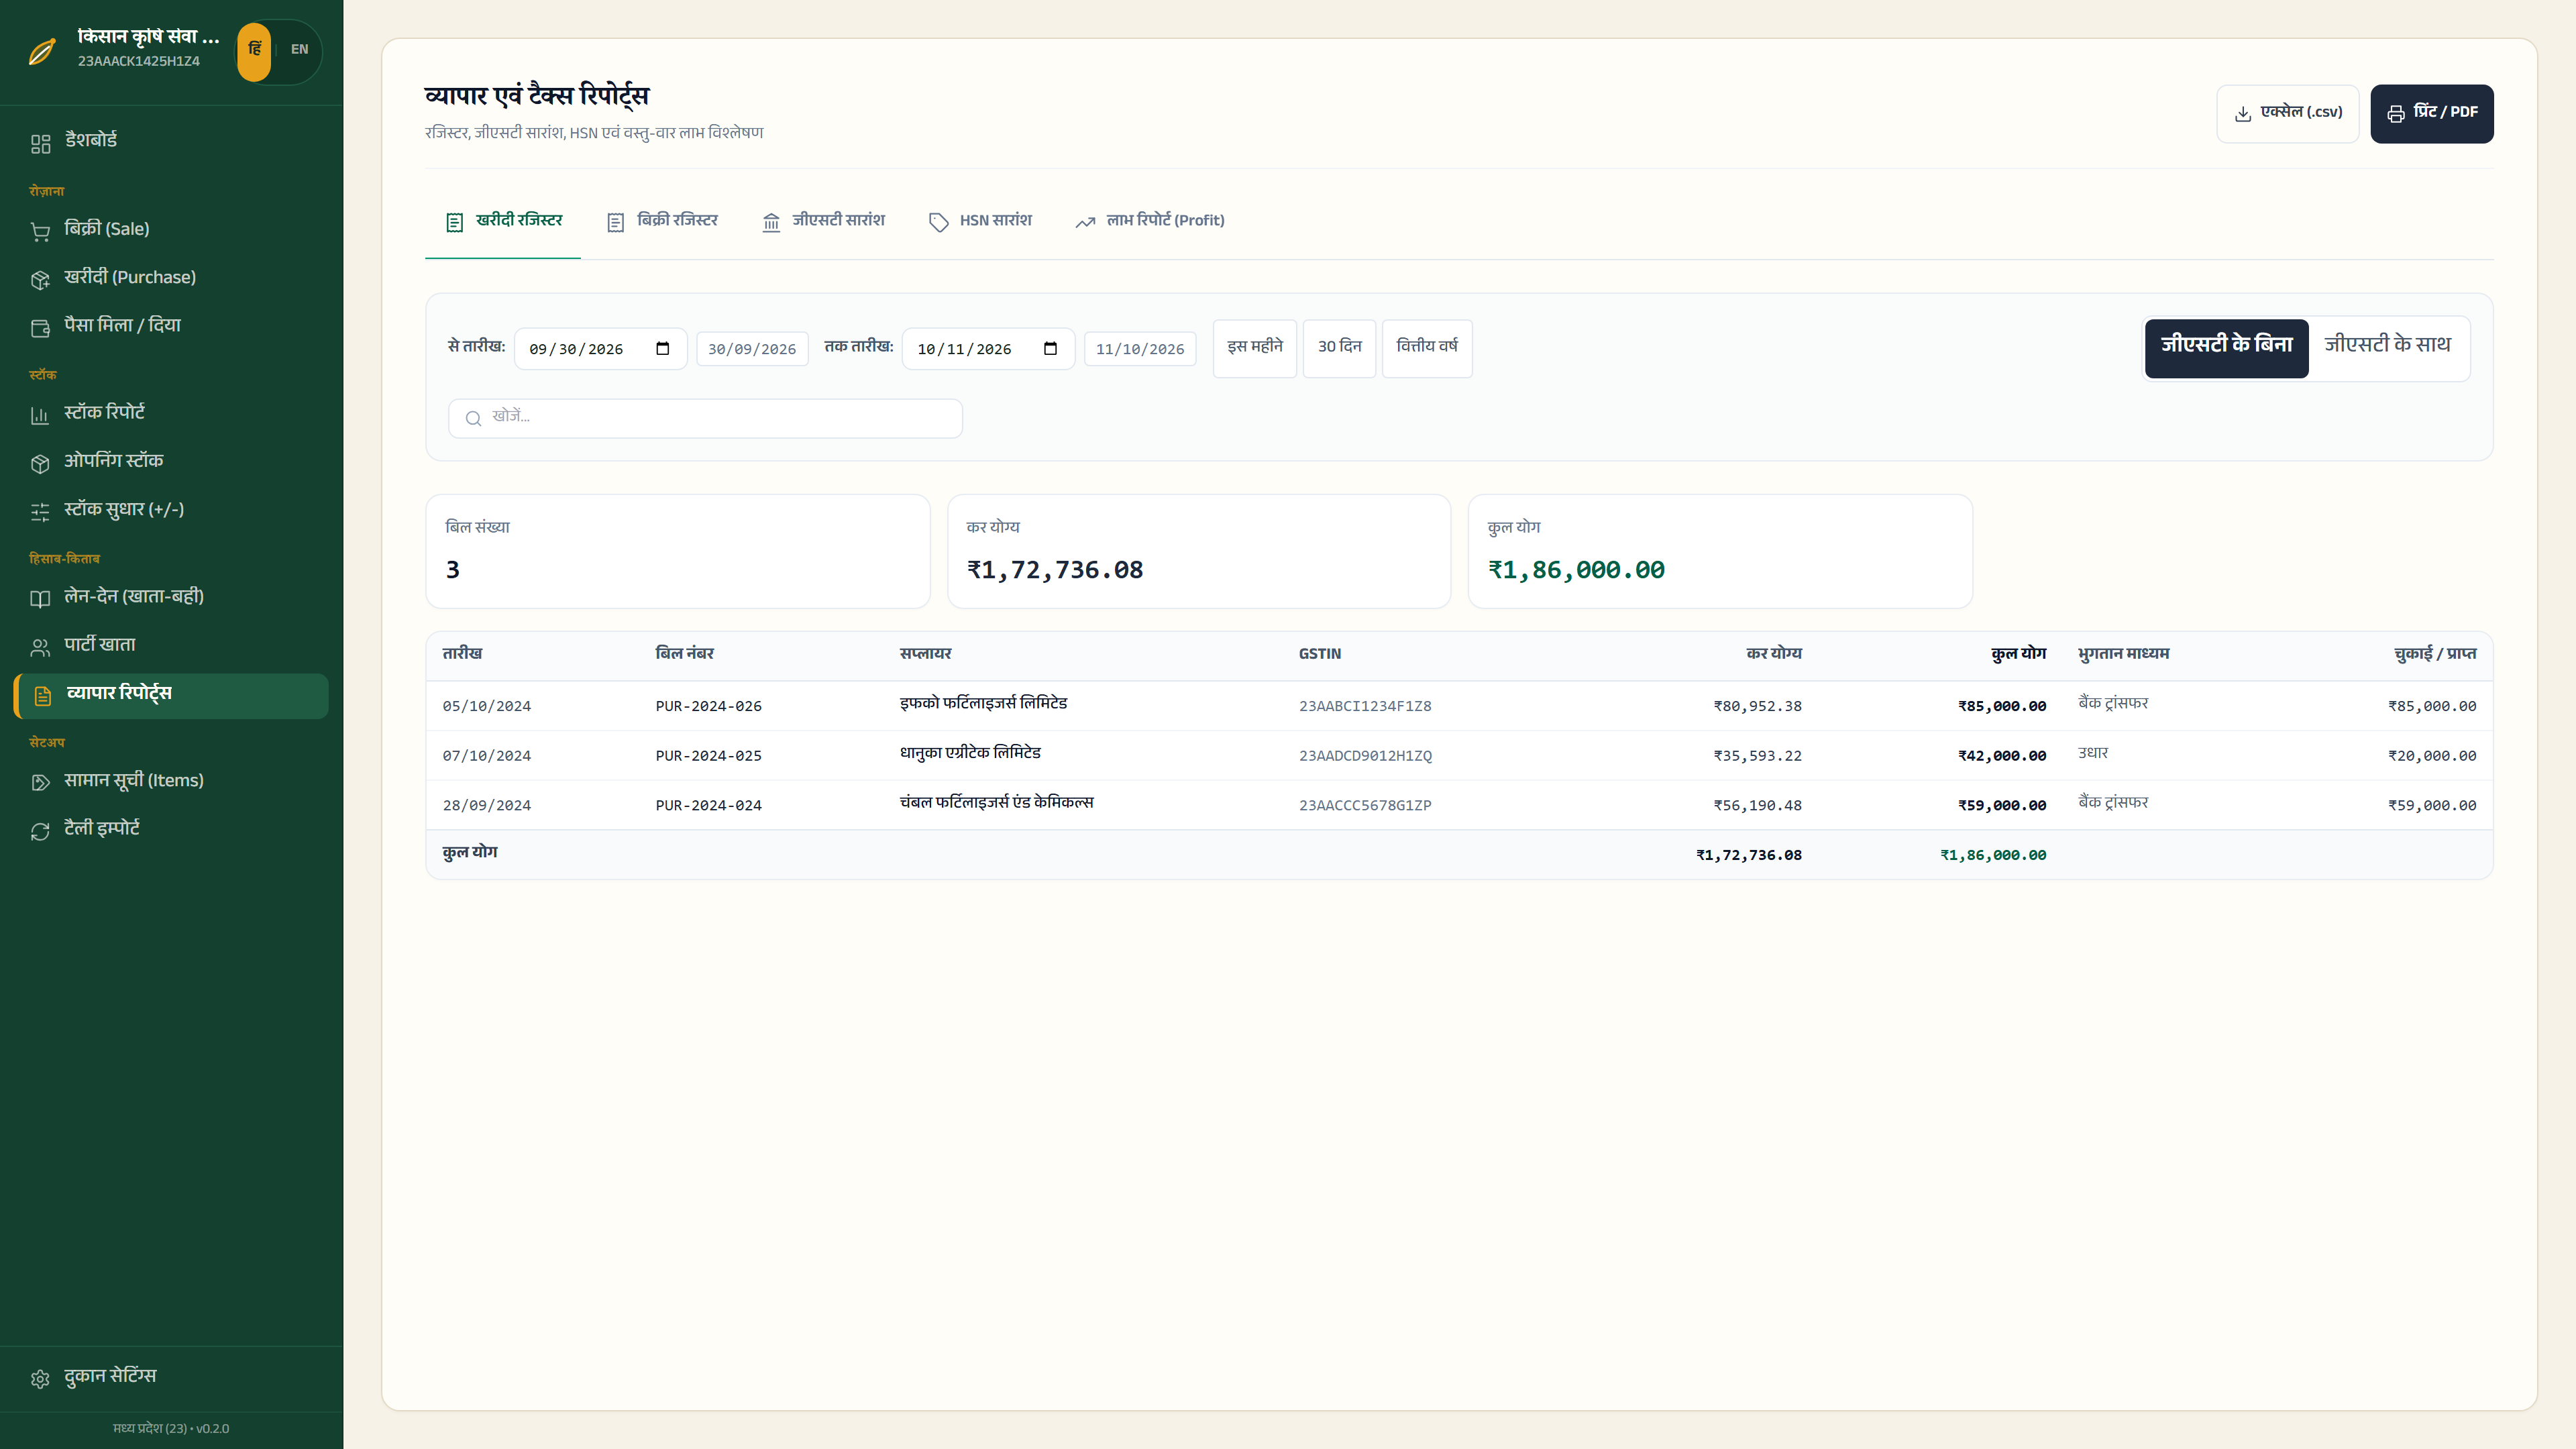 किसान कृषि सेवा ...
23AAACK1425H1Z4
हिं
EN
डैशबोर्ड
रोज़ाना
बिक्री (Sale)
खरीदी (Purchase)
पैसा मिला / दिया
स्टॉक
स्टॉक रिपोर्ट
ओपनिंग स्टॉक
स्टॉक सुधार (+/-)
हिसाब-किताब
लेन-देन (खाता-बही)
पार्टी खाता
व्यापार रिपोर्ट्स
सेटअप
सामान सूची (Items)
टैली इम्पोर्ट
दुकान सेटिंग्स
मध्य प्रदेश (23) • v0.2.0
व्यापार एवं टैक्स रिपोर्ट्स
रजिस्टर, जीएसटी सारांश, HSN एवं वस्तु-वार लाभ विश्लेषण
एक्सेल (.csv)
प्रिंट / PDF
खरीदी रजिस्टर
बिक्री रजिस्टर
जीएसटी सारांश
HSN सारांश
लाभ रिपोर्ट (Profit)
से तारीख: 09/30/2026 30/09/2026 तक तारीख: 10/11/2026 11/10/2026 इस महीने 30 दिन वित्तीय वर्ष जीएसटी के बिना जीएसटी के साथ
खोजें...
बिल संख्या
3
कर योग्य
₹1,72,736.08
कुल योग
₹1,86,000.00
तारीख बिल नंबर सप्लायर GSTIN कर योग्य कुल योग भुगतान माध्यम चुकाई / प्राप्त
05/10/2024 PUR-2024-026 इफको फर्टिलाइजर्स लिमिटेड 23AABCI1234F1Z8 ₹80,952.38 ₹85,000.00 बैंक ट्रांसफर ₹85,000.00
07/10/2024 PUR-2024-025 धानुका एग्रीटेक लिमिटेड 23AADCD9012H1ZQ ₹35,593.22 ₹42,000.00 उधार ₹20,000.00
28/09/2024 PUR-2024-024 चंबल फर्टिलाइजर्स एंड केमिकल्स 23AACCC5678G1ZP ₹56,190.48 ₹59,000.00 बैंक ट्रांसफर ₹59,000.00
कुल योग ₹1,72,736.08 ₹1,86,000.00